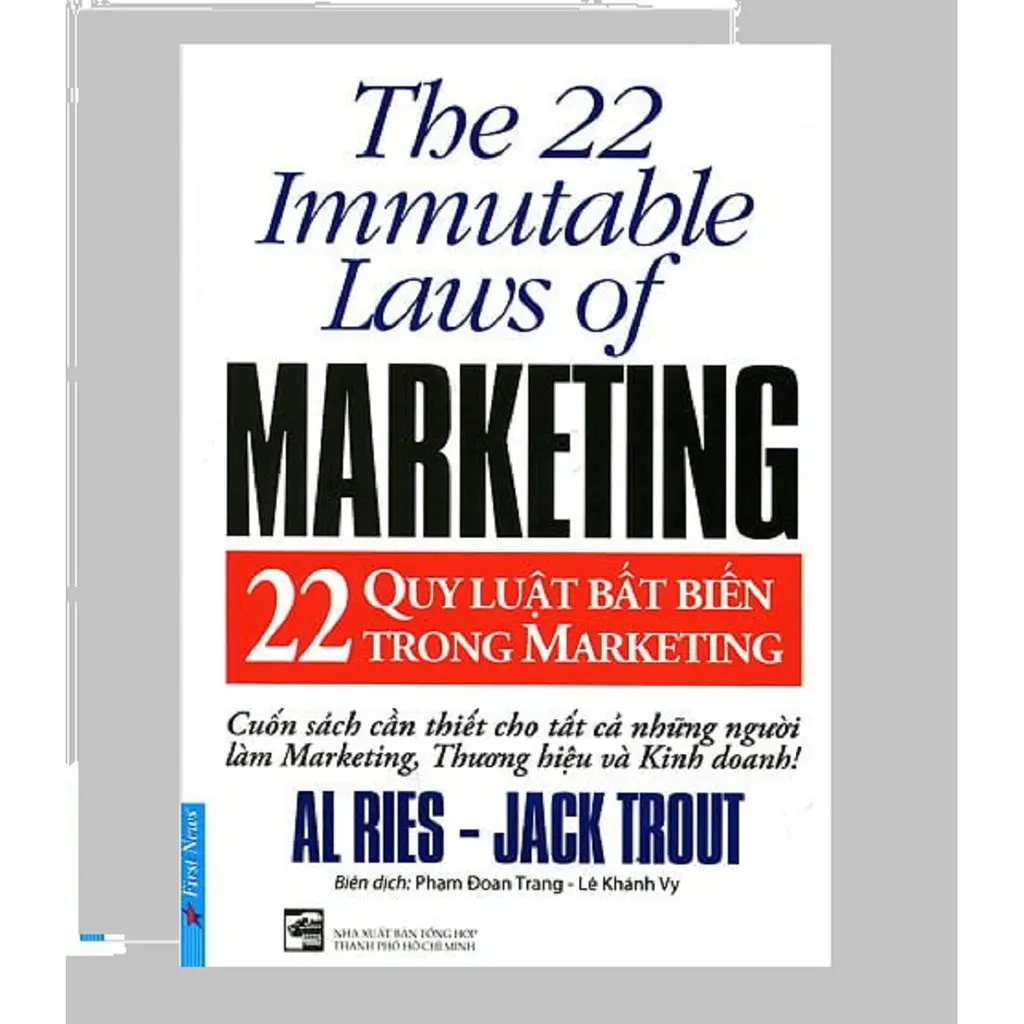 The 22
Immutable
Laws of
MARKETING
22 QUY LUẬT BẤT BIẾN
TRONG MARKETING
Cuốn sách cần thiết cho tất cả những người
làm Marketing, Thương hiệu và Kinh doanh!
AL RIES - JACK TROUT
Biên dịch: Phạm Đoan Trang - Lê Khánh Vy
First News
NHÀ XUẤT BẢN TỔNG HỢP
THÀNH PHỐ HỒ CHÍ MINH